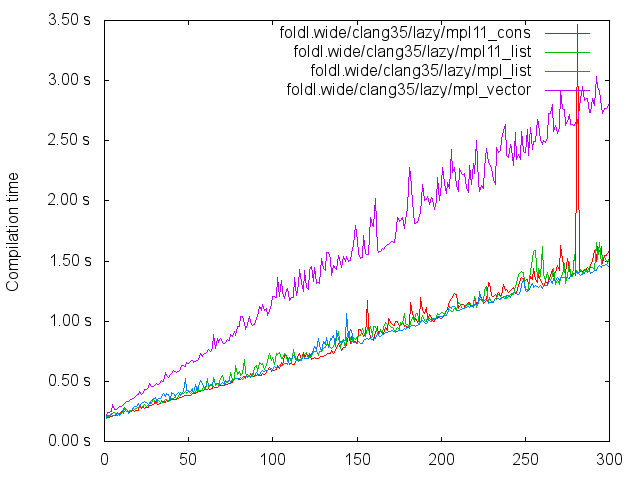 3.50 s
3.00 s
2.50 s
2.00 s
1.50 s
1.00 s
0.50 s
0.00 s
Compilation time
foldl.wide/clang35/lazy/mpl11_cons
foldl.wide/clang35/lazy/mpl11_list
foldl.wide/clang35/lazy/mpl_list
foldl.wide/clang35/lazy/mpl_vector
0 50 100 150 200 250 300